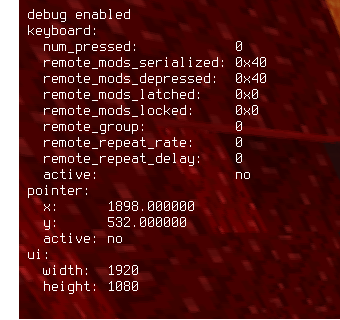 debug enabled
keyboard:
num_pressed: 0
remote_mods_serialized: 0x40
remote_mods_depressed: 0x40
remote_mods_latched: 0x0
remote_mods_locked: 0x0
remote_group: 0
remote_repeat_rate: 0
remote_repeat_delay: 0
active: no
pointer:
x: 1898.000000
y: 532.000000
active: no
ui:
width: 1920
height: 1080